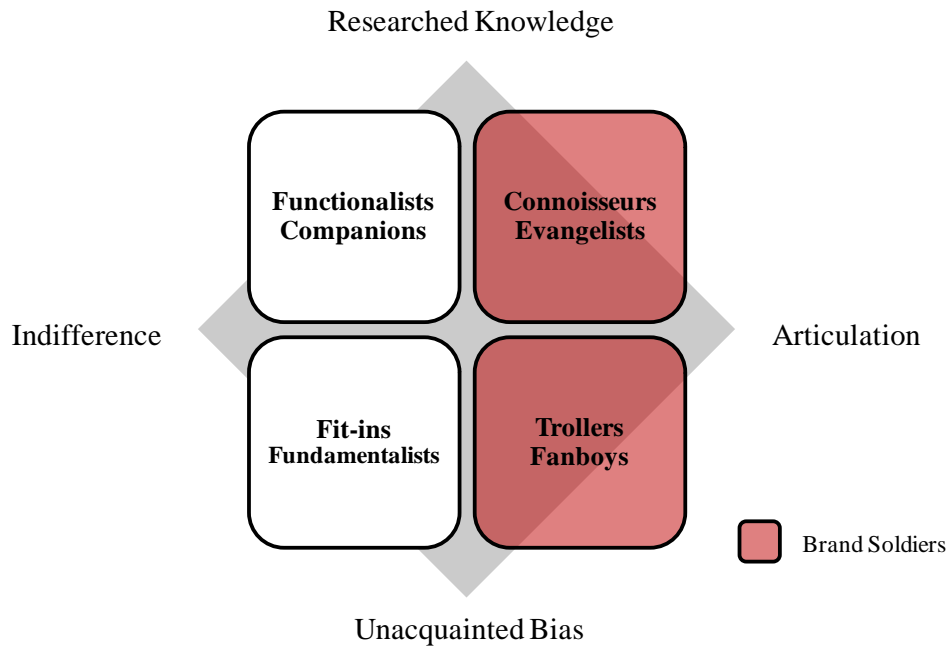 Researched Knowledge
Functionalists
Companions
Connoisseurs
Evangelists
Indifference
Articulation
Fit-ins
Fundamentalists
Trollers
Fanboys
Brand Soldiers
Unacquainted Bias